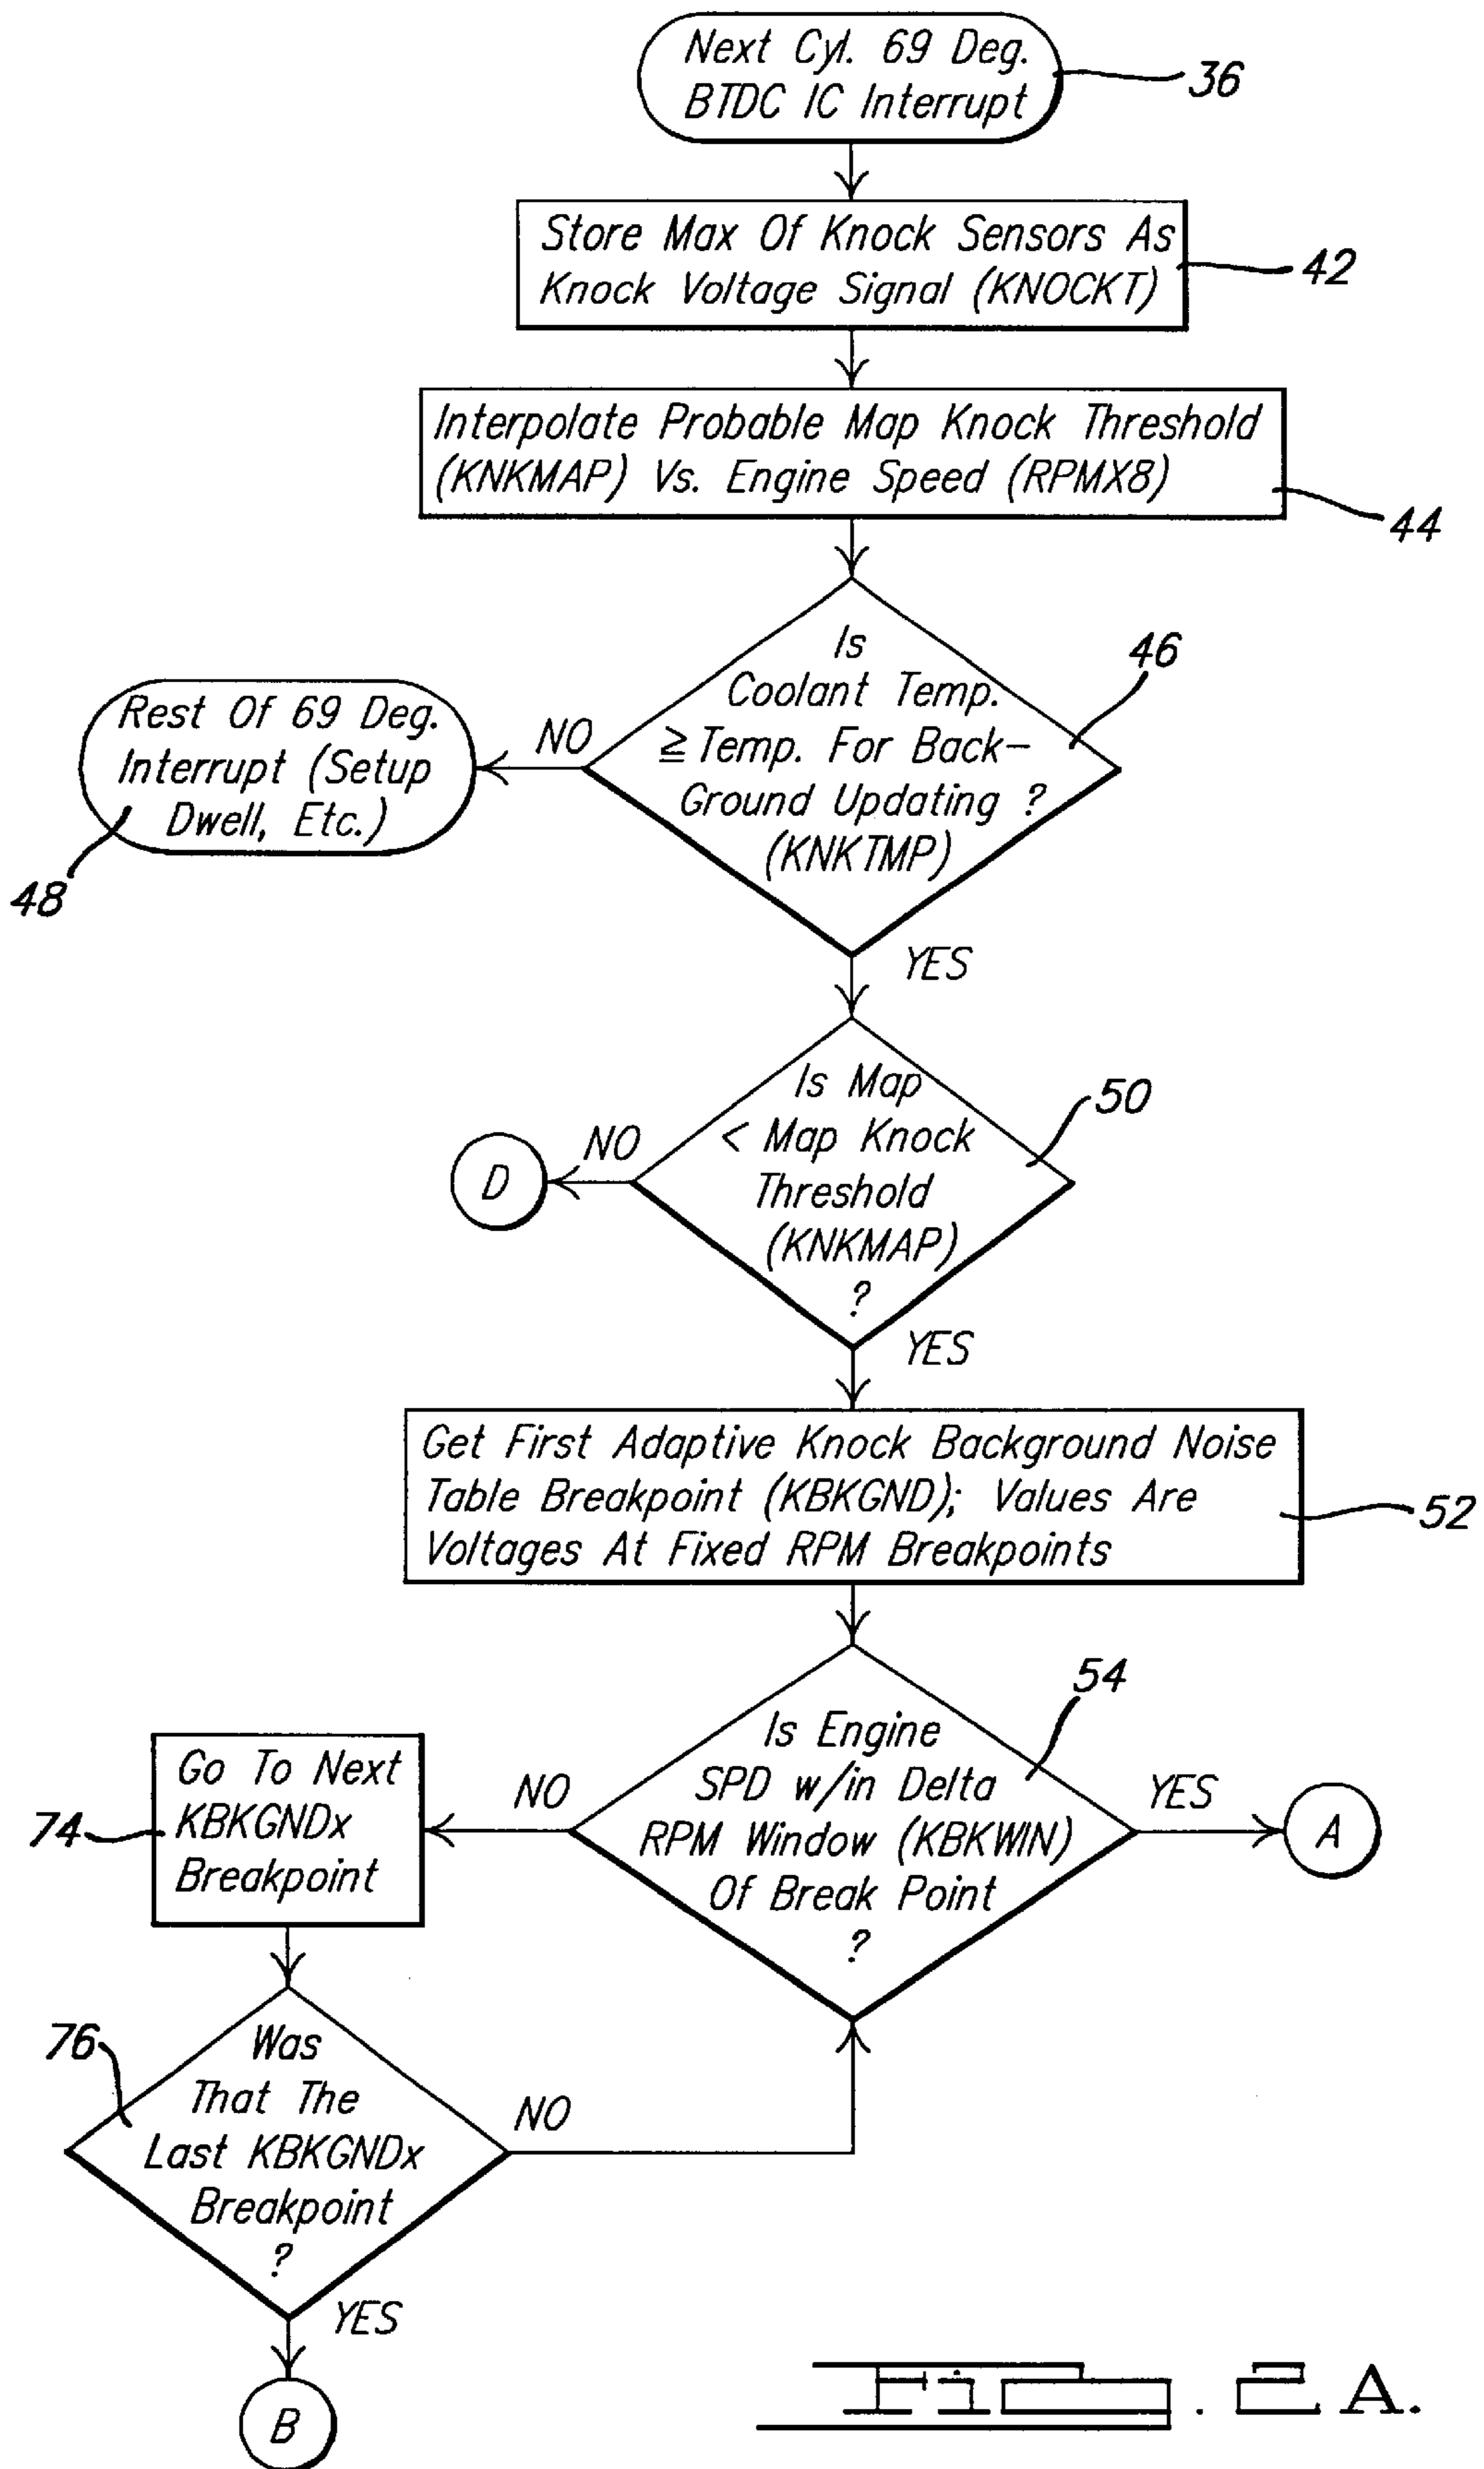 Next Cyl. 69 Deg.
BTDC IC Interrupt
36
Store Max Of Knock Sensors As
Knock Voltage Signal (KNOCKT)
42
Interpolate Probable Map Knock Threshold
(KNKMAP) Vs. Engine Speed (RPMX8)
44
Is
Coolant Temp.
≥ Temp. For Back-
Ground Updating ?
(KNKTMP)
46
NO
Rest Of 69 Deg.
Interrupt (Setup
Dwell, Etc.)
48
YES
Is Map
< Map Knock
Threshold
(KNKMAP)
?
50
NO
D
YES
Get First Adaptive Knock Background Noise
Table Breakpoint (KBKGND); Values Are
Voltages At Fixed RPM Breakpoints
52
Is Engine
SPD w/in Delta
RPM Window (KBKWIN)
Of Break Point
?
54
YES
A
NO
Go To Next
KBKGNDx
Breakpoint
74
Was
That The
Last KBKGNDx
Breakpoint
?
76
NO
YES
B
FIG. 2A.